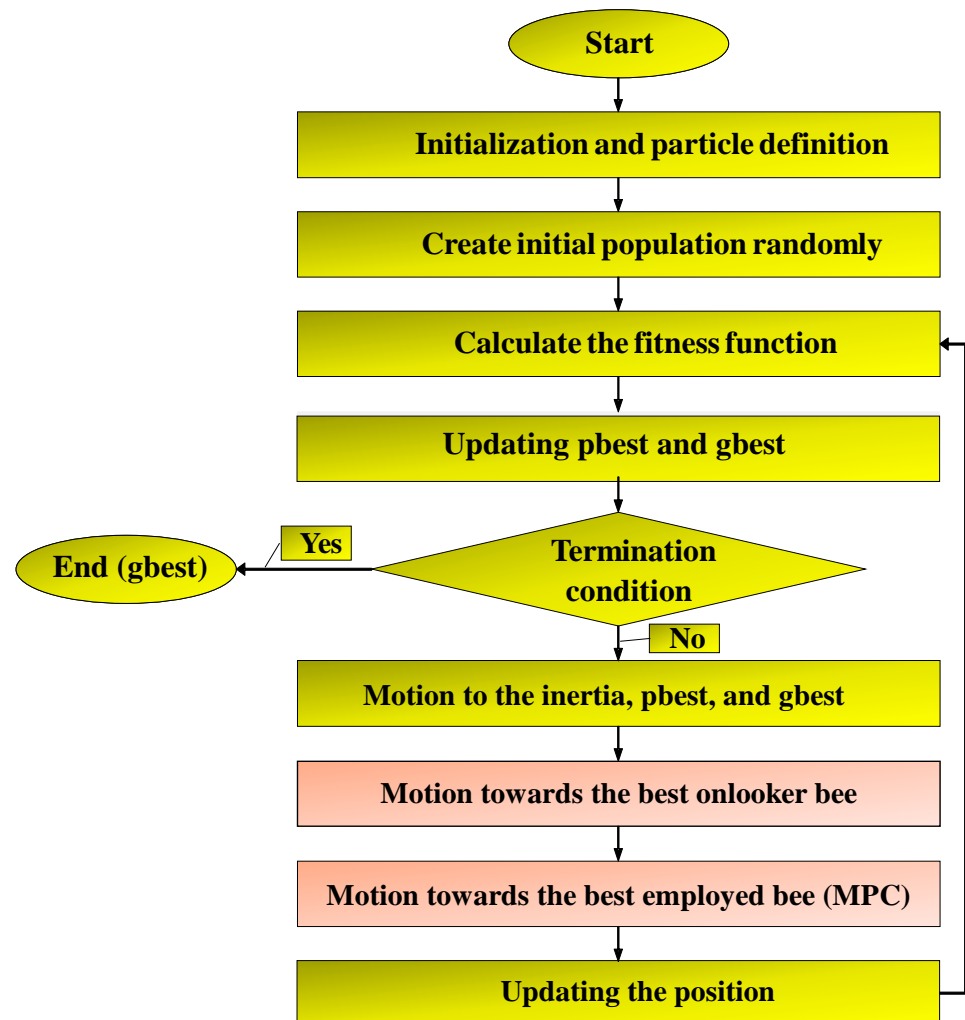 Start
Initialization and particle definition
Create initial population randomly
Calculate the fitness function
Updating pbest and gbest
Yes
End (gbest)
Termination
condition
No
Motion to the inertia, pbest, and gbest
Motion towards the best onlooker bee
Motion towards the best employed bee (MPC)
Updating the position